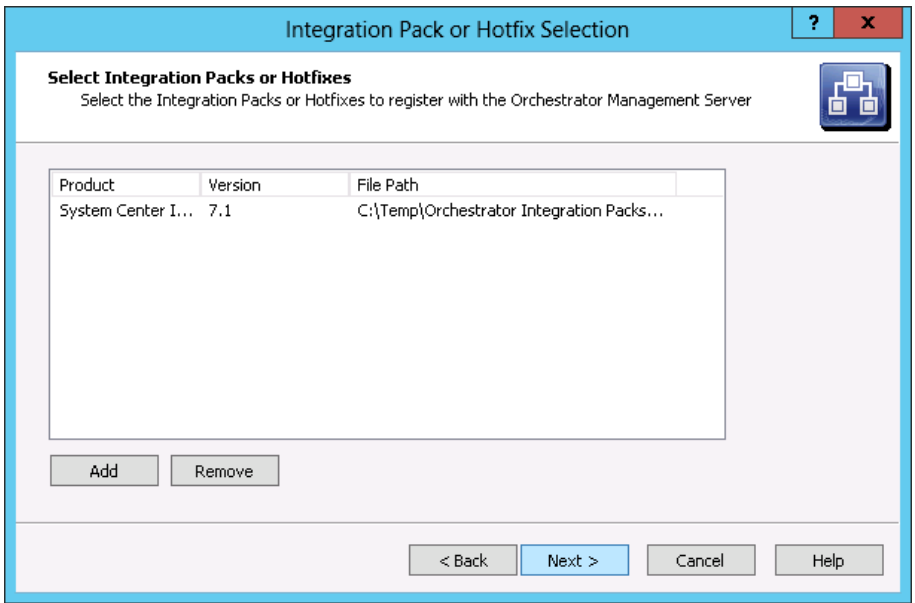 Integration Pack or Hotfix Selection
? x
Select Integration Packs or Hotfixes
Select the Integration Packs or Hotfixes to register with the Orchestrator Management Server
Product Version File Path
System Center I... 7.1 C:\Temp\Orchestrator Integration Packs...
Add Remove
< Back Next > Cancel Help